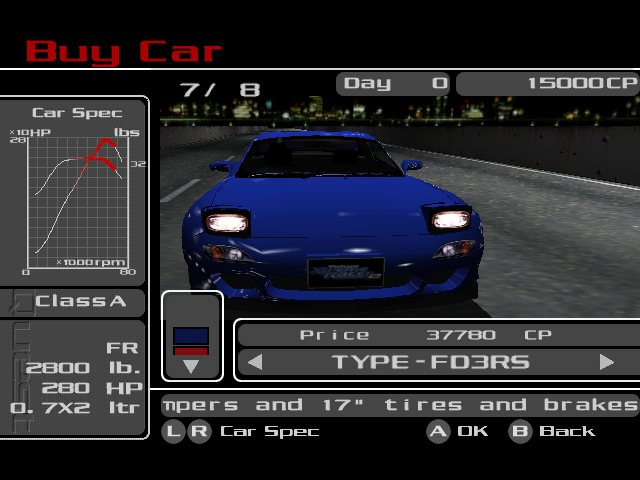 Buy Car
7/ 8
Day 0
15000CP
Car Spec
×10HP
lbs
28
32
×1000rpm
0
80
ClassA
FR
2800 lb.
280 HP
0.7X2 ltr
Price 37780 CP
TYPE-FD3RS
mpers and 17" tires and brakes
L R Car Spec
A OK
B Back